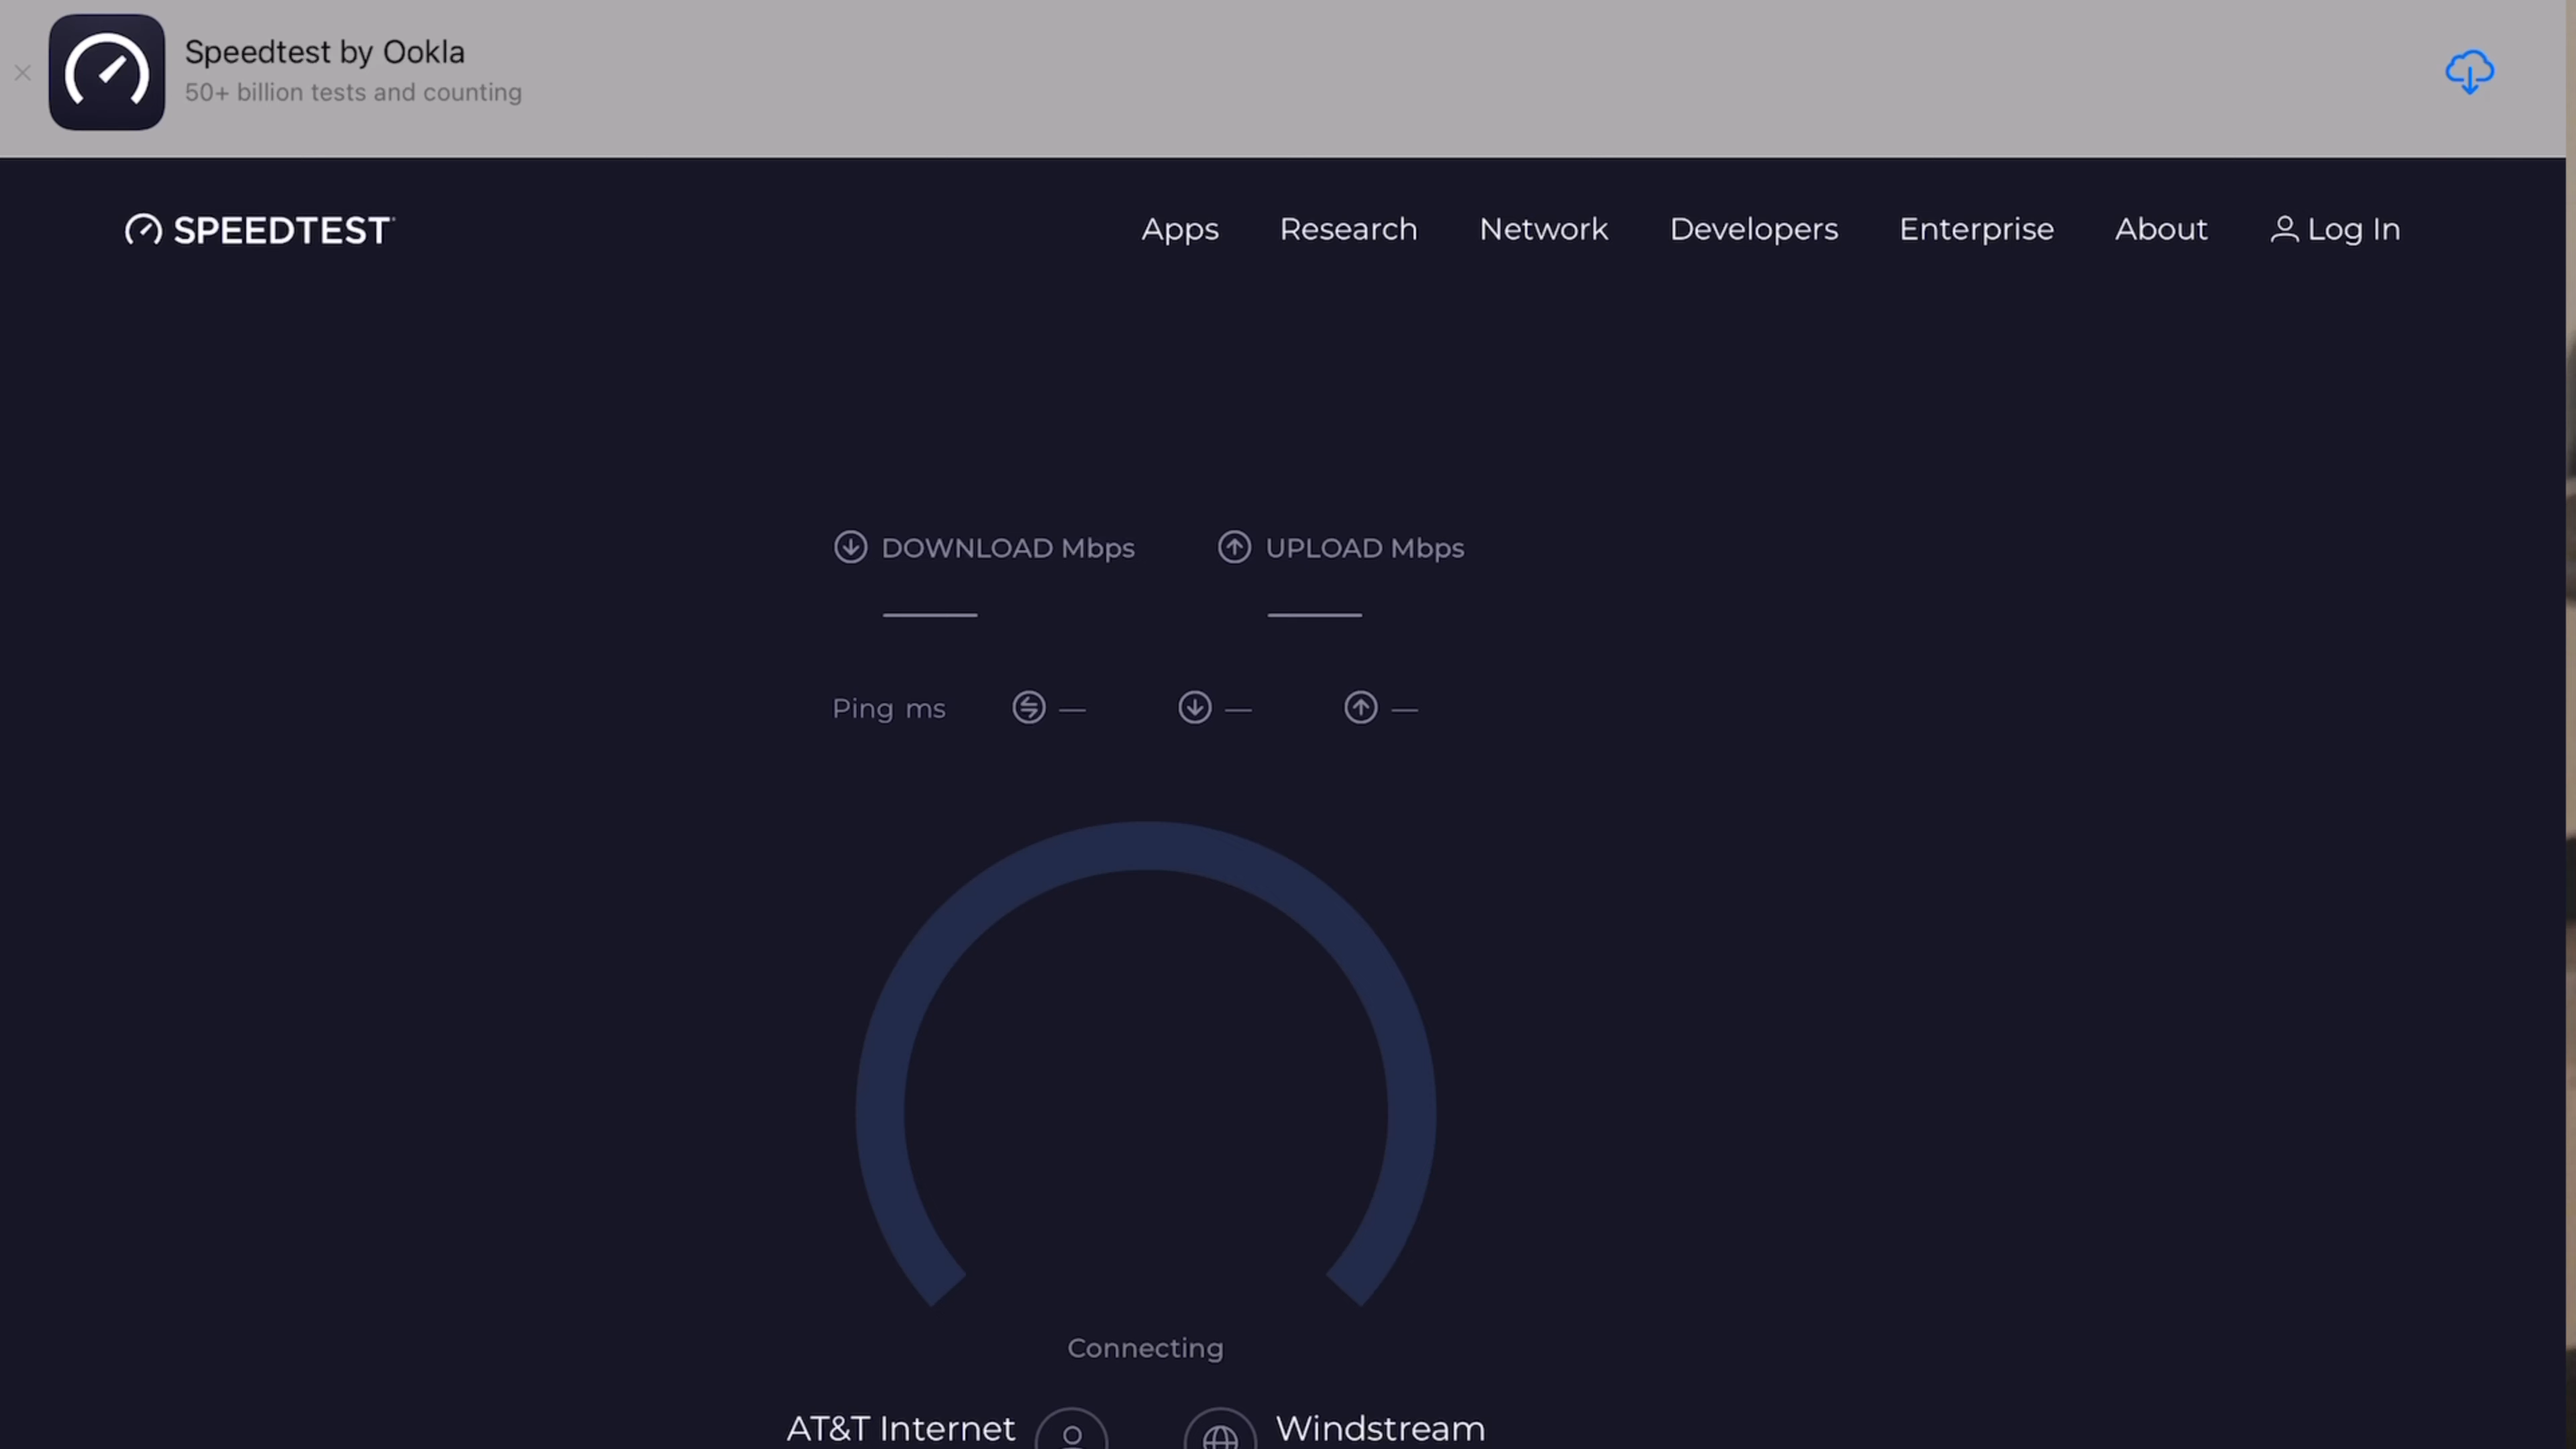 Speedtest by Ookla
50+ billion tests and counting
SPEEDTEST
Apps Research Network Developers Enterprise About Log In
DOWNLOAD Mbps UPLOAD Mbps
Ping ms — — —
Connecting
AT&T Internet Windstream